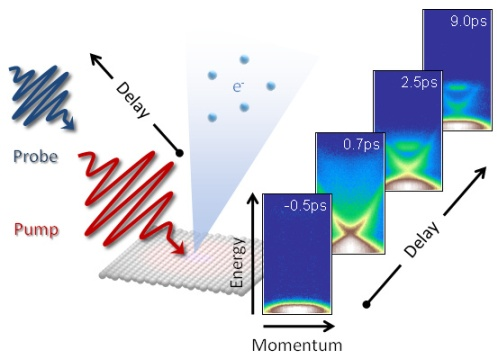 9.0ps
2.5ps
0.7ps
-0.5ps
Delay
e-
Probe
Pump
Energy
Momentum
Delay